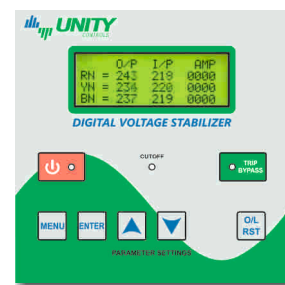 UNITY
CONTROLS
O/P I/P AMP
RN = 243 218 0000
YN = 234 220 0000
BN = 237 219 0000
DIGITAL VOLTAGE STABILIZER
CUTOFF
TRIP
BYPASS
MENU
ENTER
O/L
RST
PARAMETER SETTINGS